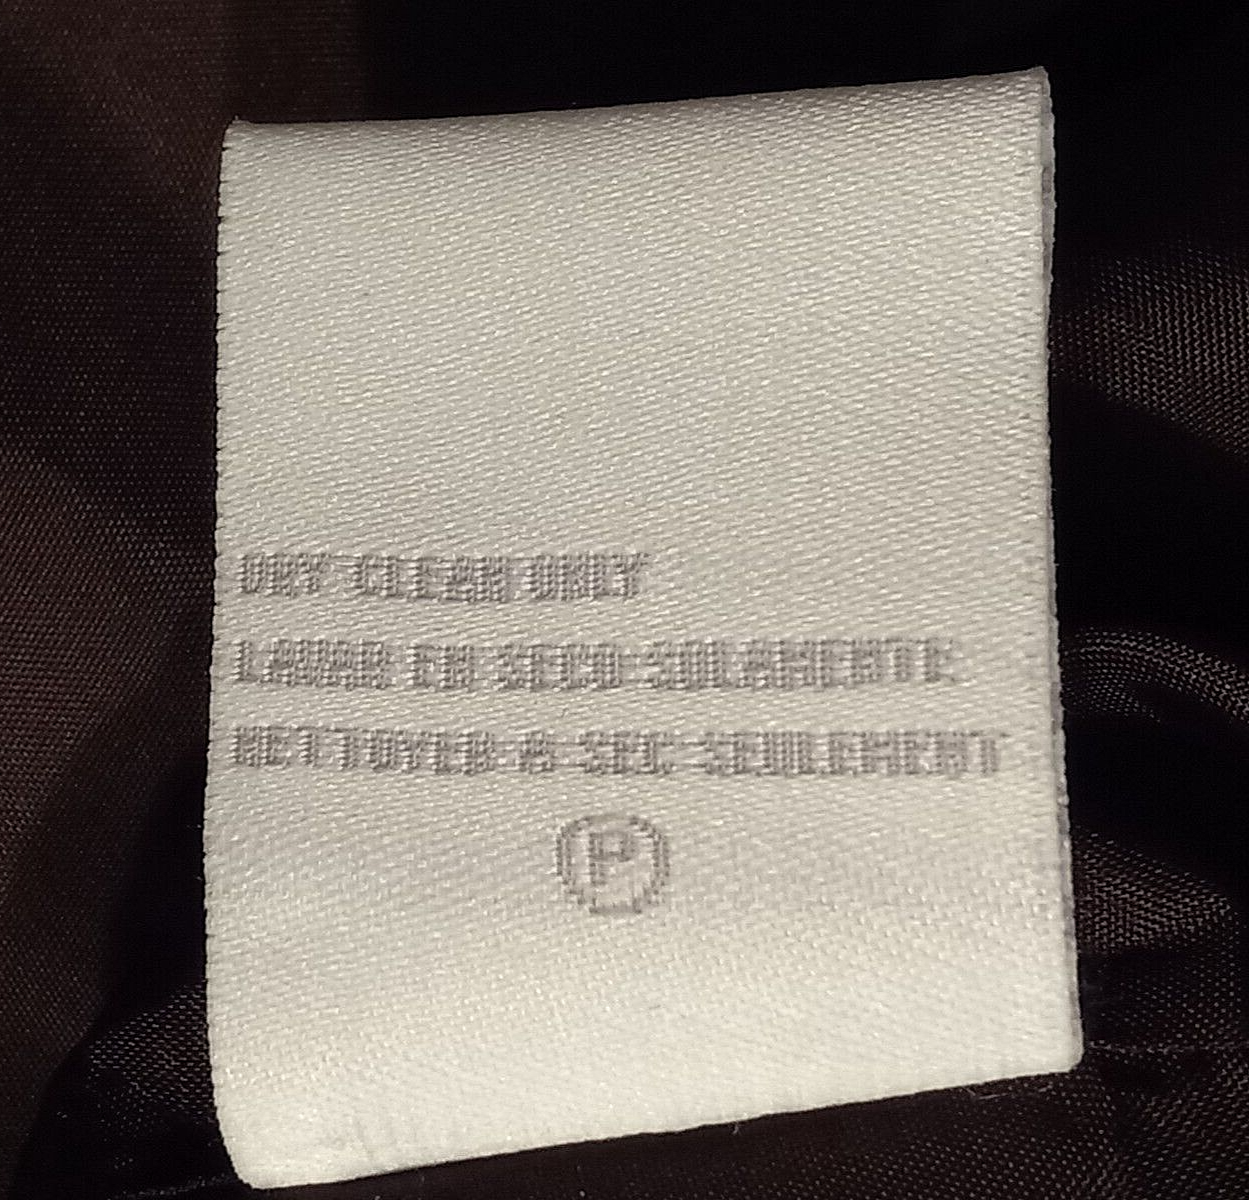 DRY CLEAN ONLY
LAVAR EN SECO SOLAMENTE
NETTOYER A SEC SEULEMENT
P